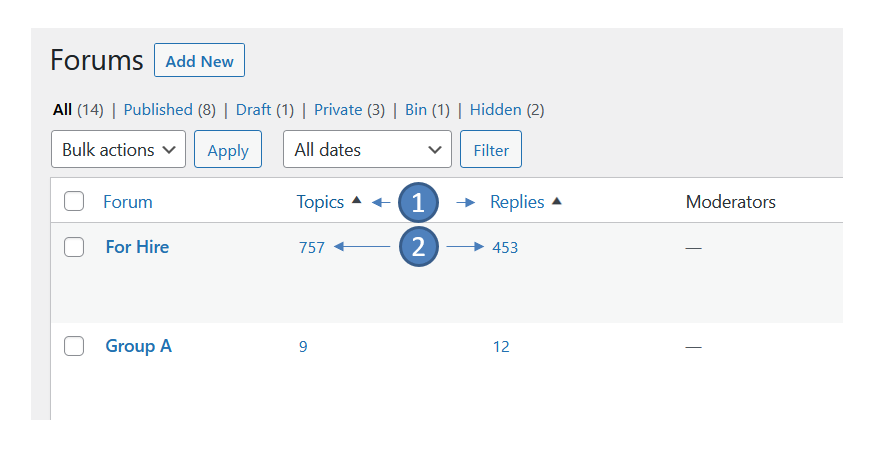 Forums Add New
All (14) | Published (8) | Draft (1) | Private (3) | Bin (1) | Hidden (2)
Bulk actions Apply All dates Filter
Forum Topics 1 Replies Moderators
For Hire 757 2 453 —
Group A 9 12 —